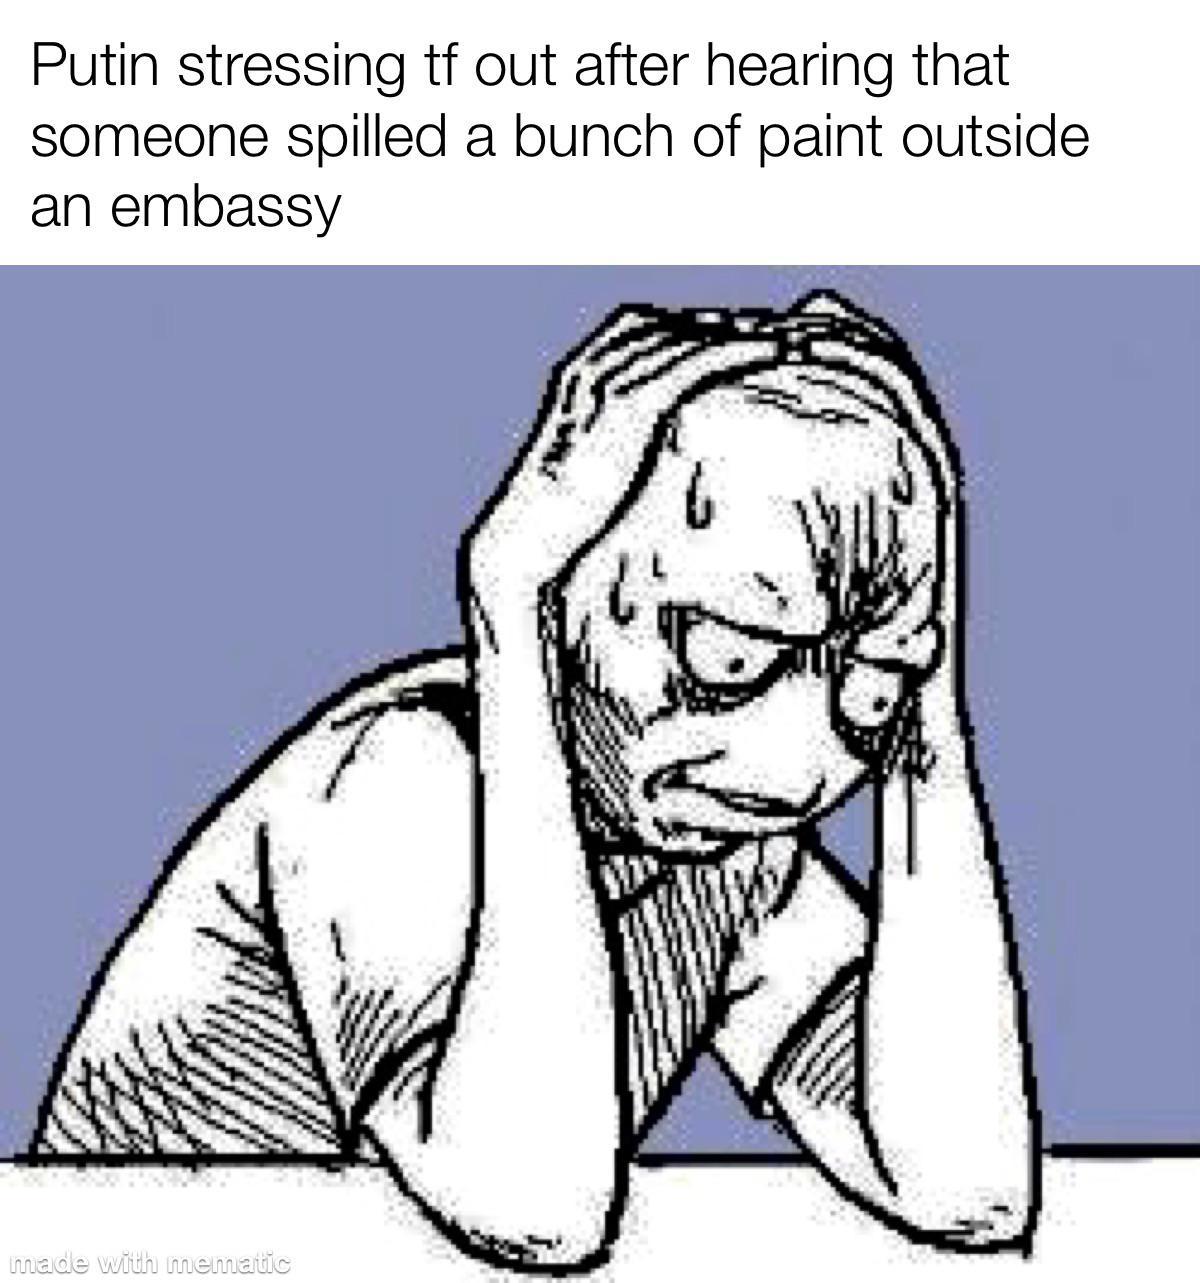 Putin stressing tf out after hearing that
someone spilled a bunch of paint outside
an embassy
made with mematic